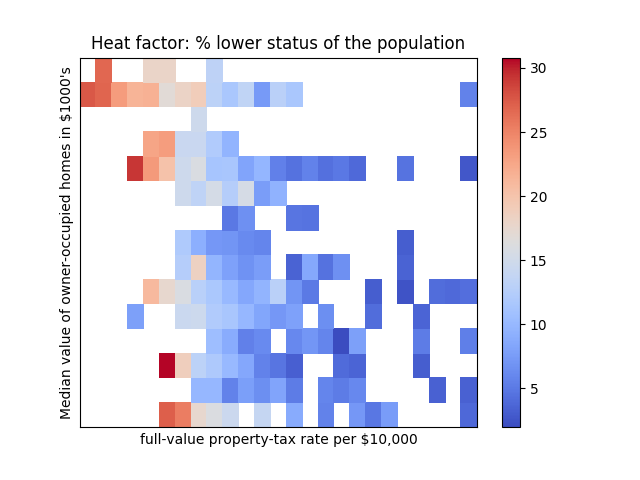 Heat factor: % lower status of the population
Median value of owner-occupied homes in $1000's
full-value property-tax rate per $10,000
30
25
20
15
10
5